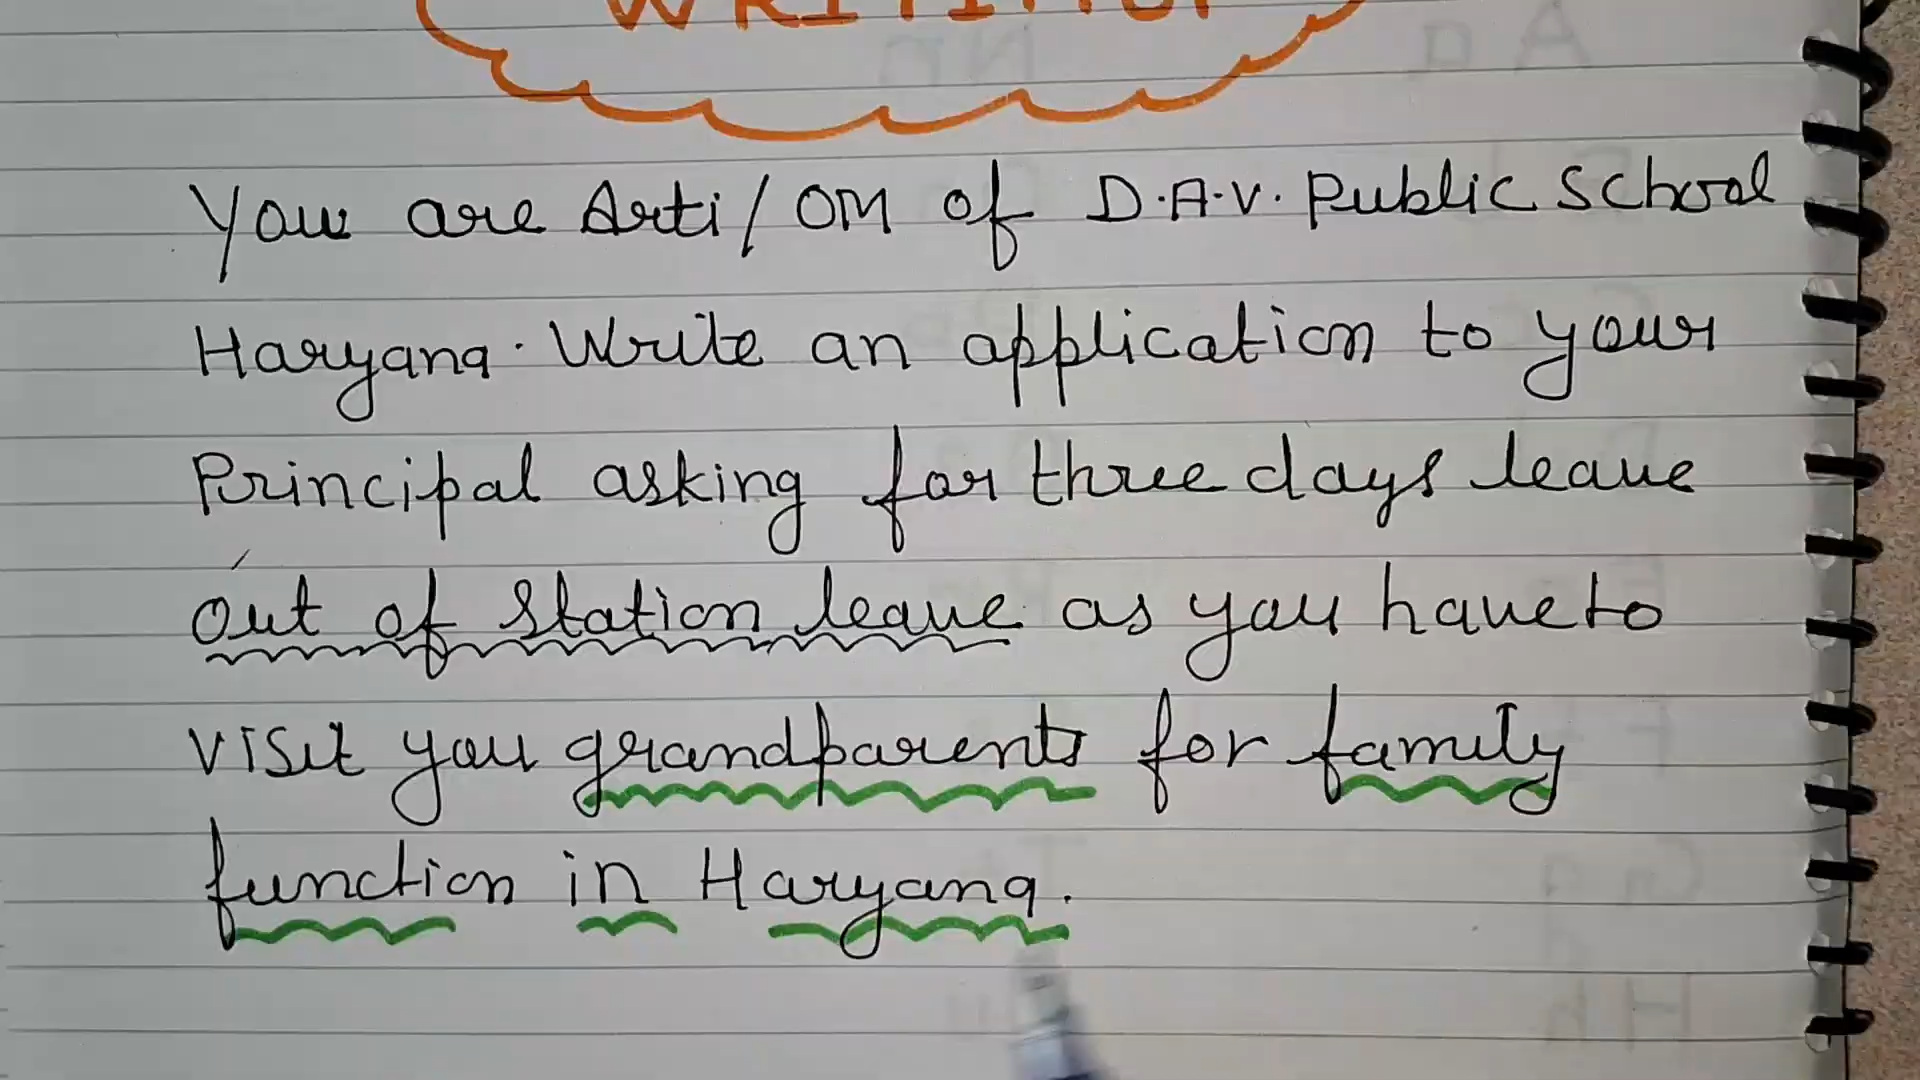 WRITING
You are Arti/OM of D.A.V. Public School
Haryana. Write an application to your
Principal asking for three days leave
out of station leave as you have to
visit you grandparents for family
function in Haryana.